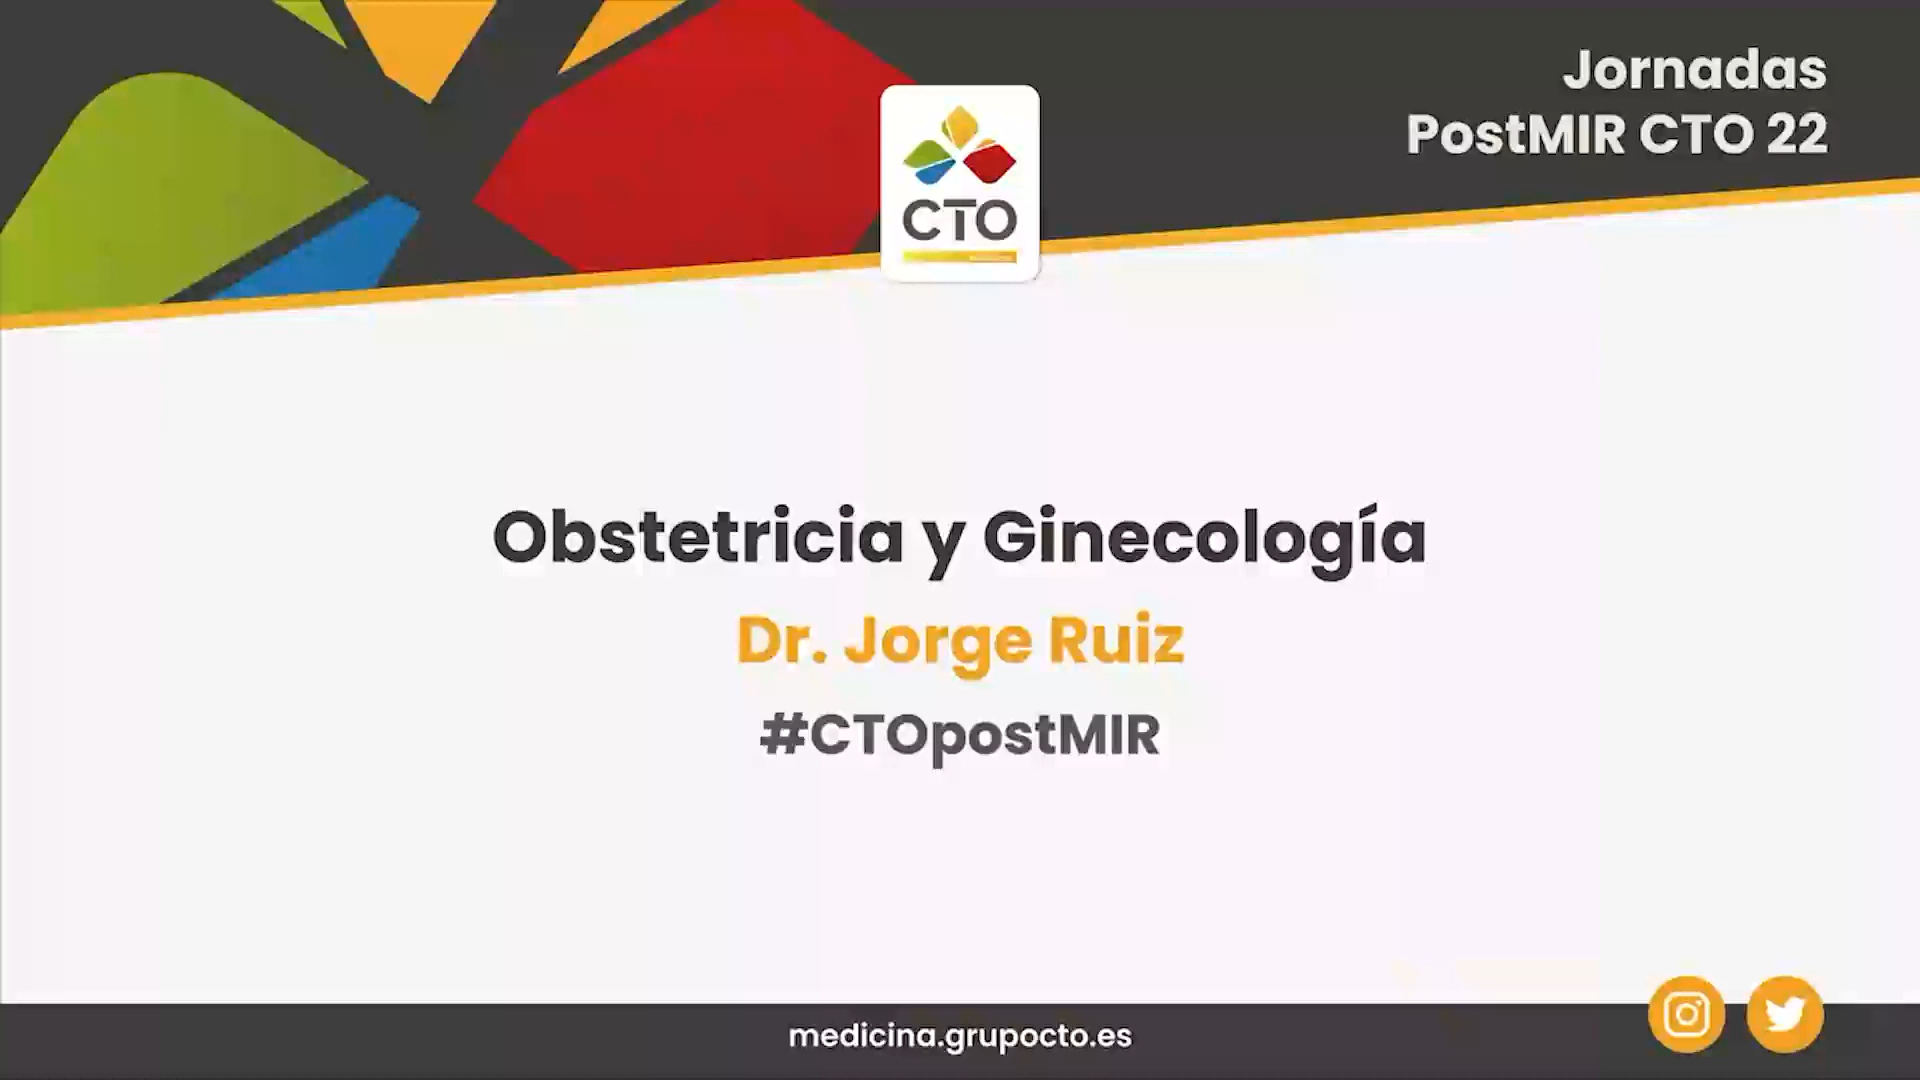 Jornadas
PostMIR CTO 22
CTO
Obstetricia y Ginecología
Dr. Jorge Ruiz
#CTOpostMIR
medicina.grupocto.es